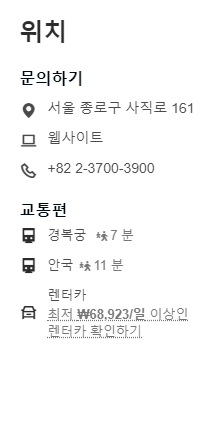 위치
문의하기
서울 종로구 사직로 161
웹사이트
+82 2-3700-3900
교통편
경복궁 7 분
안국 11 분
렌터카
최저 ₩68,923/일 이상인
렌터카 확인하기